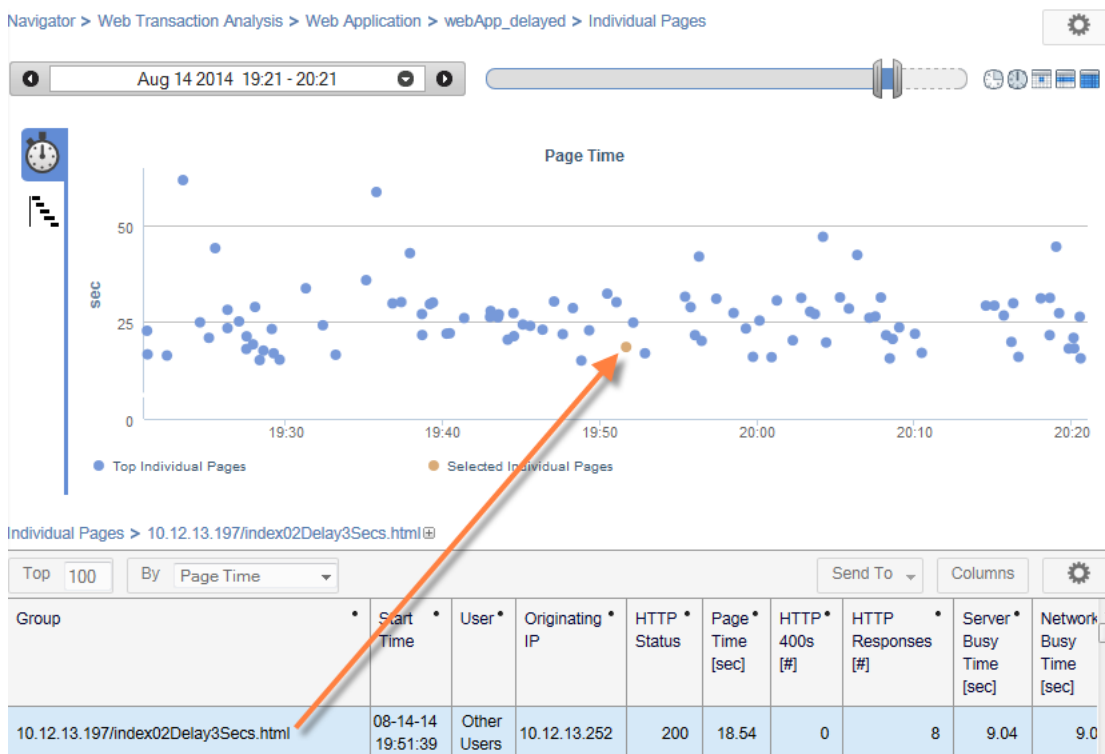 Navigator > Web Transaction Analysis > Web Application > webApp_delayed > Individual Pages
Aug 14 2014 19:21 - 20:21
Page Time
sec
50
25
0
19:30 19:40 19:50 20:00 20:10 20:20
Top Individual Pages Selected Individual Pages
Individual Pages > 10.12.13.197/index02Delay3Secs.html
Top 100 By Page Time Send To Columns
Group Start Time User Originating IP HTTP Status Page Time [sec] HTTP 400s [#] HTTP Responses [#] Server Busy Time [sec] Network Busy Time [sec]
10.12.13.197/index02Delay3Secs.html 08-14-14 19:51:39 Other Users 10.12.13.252 200 18.54 0 8 9.04 9.0